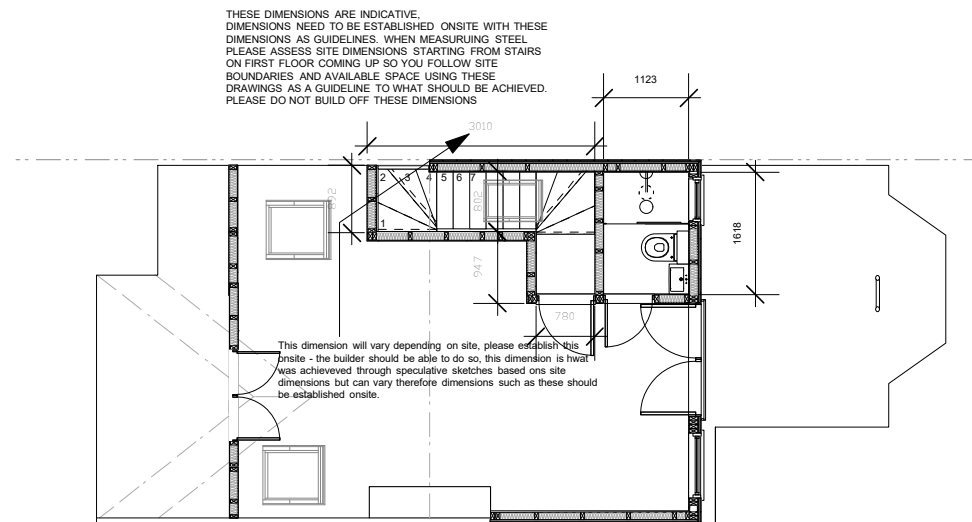 THESE DIMENSIONS ARE INDICATIVE,
DIMENSIONS NEED TO BE ESTABLISHED ONSITE WITH THESE
DIMENSIONS AS GUIDELINES. WHEN MEASURUING STEEL
PLEASE ASSESS SITE DIMENSIONS STARTING FROM STAIRS
ON FIRST FLOOR COMING UP SO YOU FOLLOW SITE
BOUNDARIES AND AVAILABLE SPACE USING THESE
DRAWINGS AS A GUIDELINE TO WHAT SHOULD BE ACHIEVED.
PLEASE DO NOT BUILD OFF THESE DIMENSIONS
1123
3010
2 3 4 5 6 7
802
802
1
1618
947
780
This dimension will vary depending on site, please establish this
onsite - the builder should be able to do so, this dimension is hwat
was achieveved through speculative sketches based ons site
dimensions but can vary therefore dimensions such as these should
be established onsite.